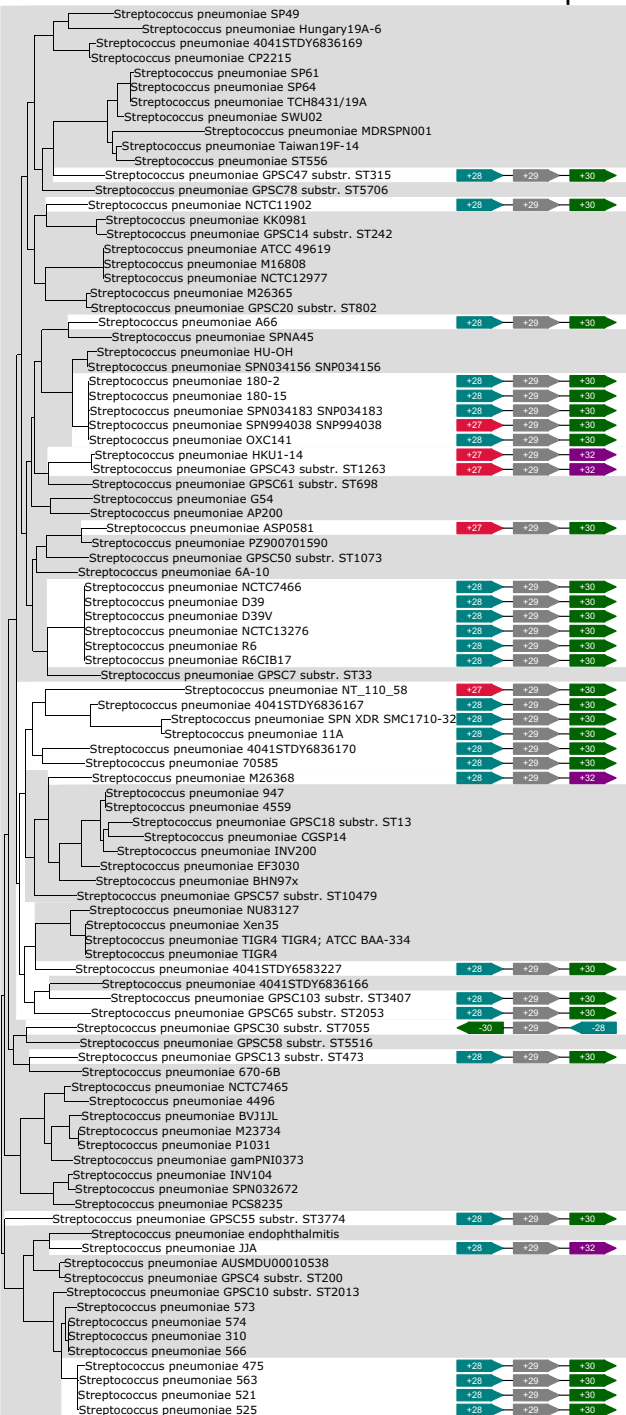 Streptococcus pneumoniae SP49
Streptococcus pneumoniae Hungary19A-6
Streptococcus pneumoniae 4041STDY6836169
Streptococcus pneumoniae CP2215
Streptococcus pneumoniae SP61
Streptococcus pneumoniae SP64
Streptococcus pneumoniae TCH8431/19A
Streptococcus pneumoniae SWU02
Streptococcus pneumoniae MDRSPN001
Streptococcus pneumoniae Taiwan19F-14
Streptococcus pneumoniae ST556
Streptococcus pneumoniae GPSC47 substr. ST315 +28 +29 +30
Streptococcus pneumoniae GPSC78 substr. ST5706
Streptococcus pneumoniae NCTC11902 +28 +29 +30
Streptococcus pneumoniae KK0981
Streptococcus pneumoniae GPSC14 substr. ST242
Streptococcus pneumoniae ATCC 49619
Streptococcus pneumoniae M16808
Streptococcus pneumoniae NCTC12977
Streptococcus pneumoniae M26365
Streptococcus pneumoniae GPSC20 substr. ST802
Streptococcus pneumoniae A66 +28 +29 +30
Streptococcus pneumoniae SPNA45
Streptococcus pneumoniae HU-OH
Streptococcus pneumoniae SPN034156 SNP034156
Streptococcus pneumoniae 180-2 +28 +29 +30
Streptococcus pneumoniae 180-15 +28 +29 +30
Streptococcus pneumoniae SPN034183 SNP034183 +28 +29 +30
Streptococcus pneumoniae SPN994038 SNP994038 +27 +29 +30
Streptococcus pneumoniae OXC141 +28 +29 +30
Streptococcus pneumoniae HKU1-14 +27 +29 +32
Streptococcus pneumoniae GPSC43 substr. ST1263 +27 +29 +32
Streptococcus pneumoniae GPSC61 substr. ST698
Streptococcus pneumoniae G54
Streptococcus pneumoniae AP200
Streptococcus pneumoniae ASP0581 +27 +29 +30
Streptococcus pneumoniae PZ900701590
Streptococcus pneumoniae GPSC50 substr. ST1073
Streptococcus pneumoniae 6A-10
Streptococcus pneumoniae NCTC7466 +28 +29 +30
Streptococcus pneumoniae D39 +28 +29 +30
Streptococcus pneumoniae D39V +28 +29 +30
Streptococcus pneumoniae NCTC13276 +28 +29 +30
Streptococcus pneumoniae R6 +28 +29 +30
Streptococcus pneumoniae R6CIB17 +28 +29 +30
Streptococcus pneumoniae GPSC7 substr. ST33
Streptococcus pneumoniae NT_110_58 +27 +29 +30
Streptococcus pneumoniae 4041STDY6836167 +28 +29 +30
Streptococcus pneumoniae SPN XDR SMC1710-32 +28 +29 +30
Streptococcus pneumoniae 11A +28 +29 +30
Streptococcus pneumoniae 4041STDY6836170 +28 +29 +30
Streptococcus pneumoniae 70585 +28 +29 +30
Streptococcus pneumoniae M26368 +28 +29 +32
Streptococcus pneumoniae 947
Streptococcus pneumoniae 4559
Streptococcus pneumoniae GPSC18 substr. ST13
Streptococcus pneumoniae CGSP14
Streptococcus pneumoniae INV200
Streptococcus pneumoniae EF3030
Streptococcus pneumoniae BHN97x
Streptococcus pneumoniae GPSC57 substr. ST10479
Streptococcus pneumoniae NU83127
Streptococcus pneumoniae Xen35
Streptococcus pneumoniae TIGR4 TIGR4; ATCC BAA-334
Streptococcus pneumoniae TIGR4
Streptococcus pneumoniae 4041STDY6583227 +28 +29 +30
Streptococcus pneumoniae 4041STDY6836166
Streptococcus pneumoniae GPSC103 substr. ST3407 +28 +29 +30
Streptococcus pneumoniae GPSC65 substr. ST2053 +28 +29 +30
Streptococcus pneumoniae GPSC30 substr. ST7055 -30 +29 -28
Streptococcus pneumoniae GPSC58 substr. ST5516
Streptococcus pneumoniae GPSC13 substr. ST473 +28 +29 +30
Streptococcus pneumoniae 670-6B
Streptococcus pneumoniae NCTC7465
Streptococcus pneumoniae 4496
Streptococcus pneumoniae BVJ1JL
Streptococcus pneumoniae M23734
Streptococcus pneumoniae P1031
Streptococcus pneumoniae gamPNI0373
Streptococcus pneumoniae INV104
Streptococcus pneumoniae SPN032672
Streptococcus pneumoniae PCS8235
Streptococcus pneumoniae GPSC55 substr. ST3774 +28 +29 +30
Streptococcus pneumoniae endophthalmitis
Streptococcus pneumoniae JJA +28 +29 +32
Streptococcus pneumoniae AUSMDU00010538
Streptococcus pneumoniae GPSC4 substr. ST200
Streptococcus pneumoniae GPSC10 substr. ST2013
Streptococcus pneumoniae 573
Streptococcus pneumoniae 574
Streptococcus pneumoniae 310
Streptococcus pneumoniae 566
Streptococcus pneumoniae 475 +28 +29 +30
Streptococcus pneumoniae 563 +28 +29 +30
Streptococcus pneumoniae 521 +28 +29 +30
Streptococcus pneumoniae 525 +28 +29 +30